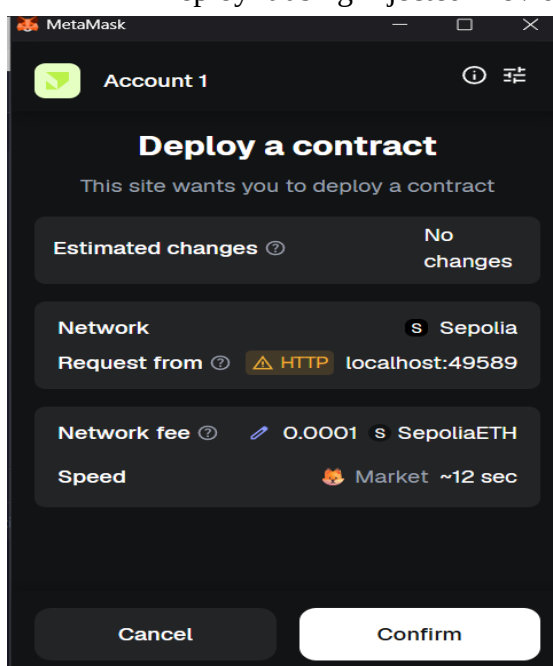 MetaMask
Account 1
Deploy a contract
This site wants you to deploy a contract
Estimated changes No changes
Network S Sepolia
Request from HTTP localhost:49589
Network fee 0.0001 S SepoliaETH
Speed Market ~12 sec
Cancel Confirm